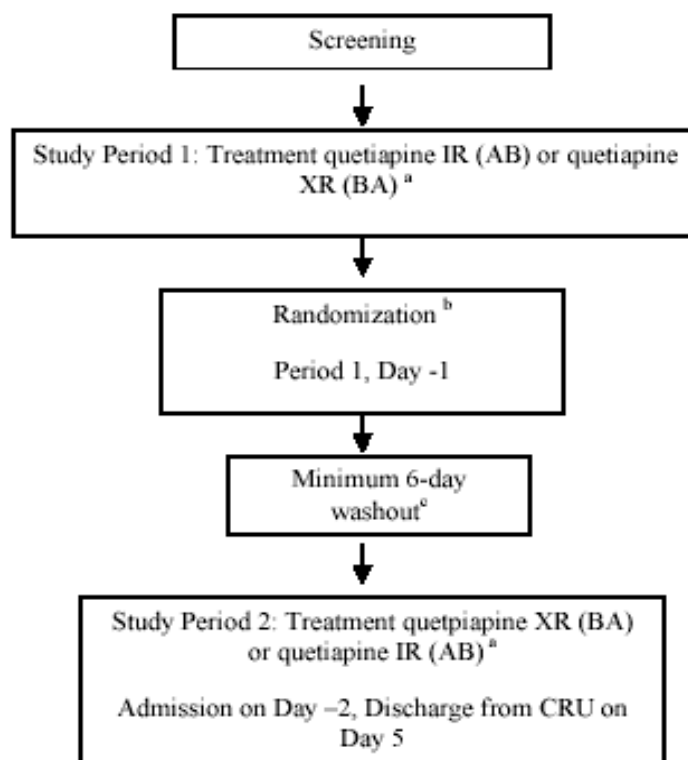 Screening
Study Period 1: Treatment quetiapine IR (AB) or quetiapine
XR (BA) a
Randomization b
Period 1, Day -1
Minimum 6-day
washout c
Study Period 2: Treatment quetpiapine XR (BA)
or quetiapine IR (AB) a
Admission on Day –2, Discharge from CRU on
Day 5